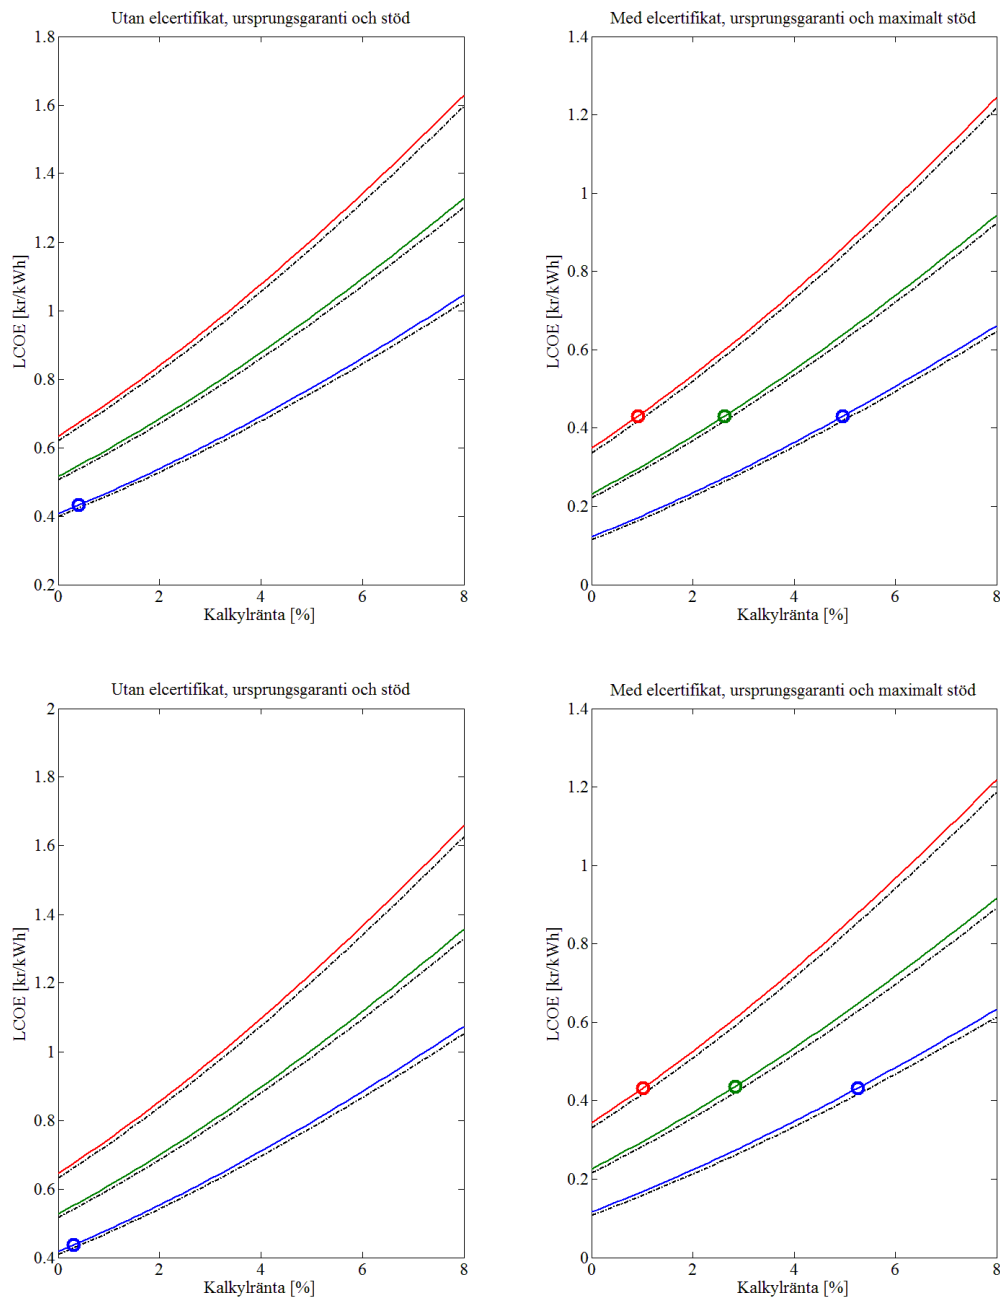 Utan elcertifikat, ursprungsgaranti och stöd
1.8
1.6
1.4
1.2
1
0.8
0.6
0.4
0.2
LCOE [kr/kWh]
0 2 4 6 8
Kalkylränta [%]
Med elcertifikat, ursprungsgaranti och maximalt stöd
1.4
1.2
1
0.8
0.6
0.4
0.2
0
LCOE [kr/kWh]
0 2 4 6 8
Kalkylränta [%]
Utan elcertifikat, ursprungsgaranti och stöd
2
1.8
1.6
1.4
1.2
1
0.8
0.6
0.4
LCOE [kr/kWh]
0 2 4 6 8
Kalkylränta [%]
Med elcertifikat, ursprungsgaranti och maximalt stöd
1.4
1.2
1
0.8
0.6
0.4
0.2
0
LCOE [kr/kWh]
0 2 4 6 8
Kalkylränta [%]